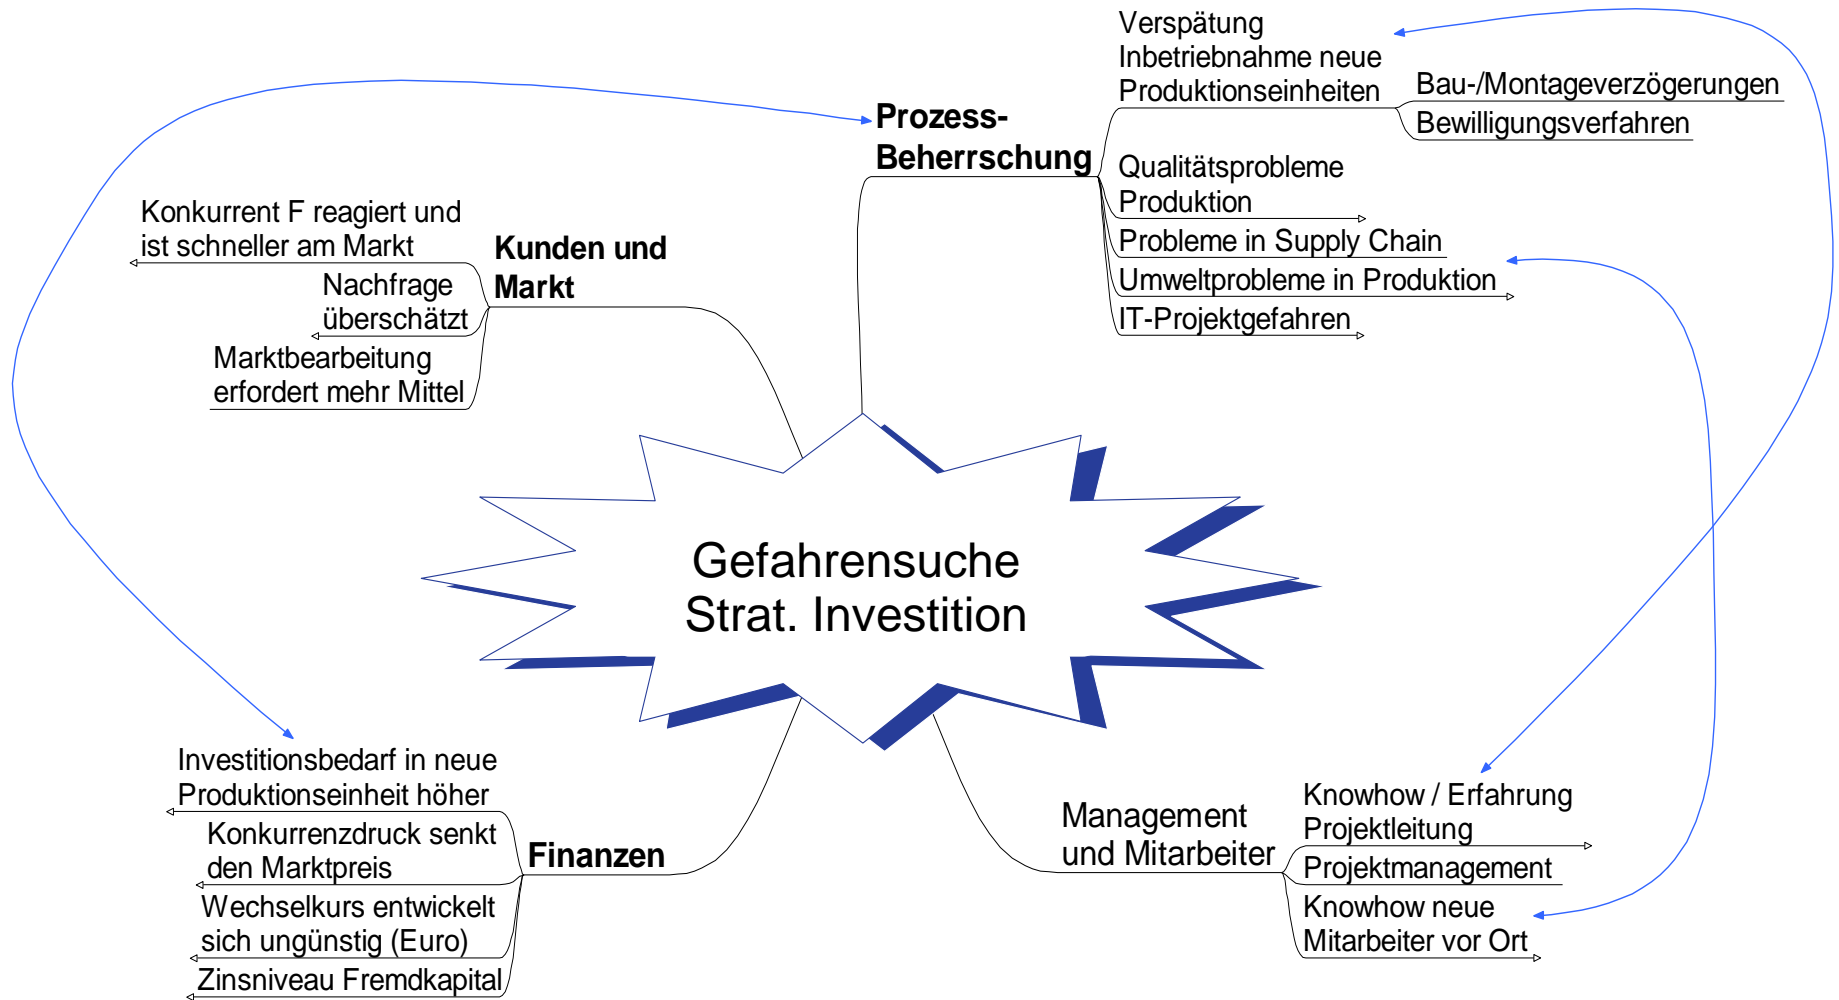 Verspätung
Inbetriebnahme neue
Produktionseinheiten
Bau-/Montageverzögerungen
Bewilligungsverfahren
Prozess-
Beherrschung
Qualitätsprobleme
Produktion
Probleme in Supply Chain
Umweltprobleme in Produktion
IT-Projektgefahren
Konkurrent F reagiert und
ist schneller am Markt
Kunden und
Markt
Nachfrage
überschätzt
Marktbearbeitung
erfordert mehr Mittel
Gefahrensuche
Strat. Investition
Investitionsbedarf in neue
Produktionseinheit höher
Konkurrenzdruck senkt
den Marktpreis
Finanzen
Wechselkurs entwickelt
sich ungünstig (Euro)
Zinsniveau Fremdkapital
Management
und Mitarbeiter
Knowhow / Erfahrung
Projektleitung
Projektmanagement
Knowhow neue
Mitarbeiter vor Ort